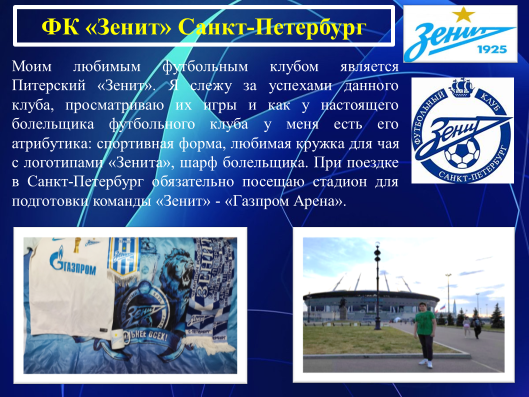 ФК «Зенит» Санкт-Петербург
Зенит
1925
Моим любимым футбольным клубом является
Питерский «Зенит». Я слежу за успехами данного
клуба, просматриваю их игры и как у настоящего
болельщика футбольного клуба у меня есть его
атрибутика: спортивная форма, любимая кружка для чая
с логотипами «Зенита», шарф болельщика. При поездке
в Санкт-Петербург обязательно посещаю стадион для
подготовки команды «Зенит» - «Газпром Арена».
ФУТБОЛЬНЫЙ КЛУБ
Зенит
САНКТ-ПЕТЕРБУРГ
ГАЗПРОМ